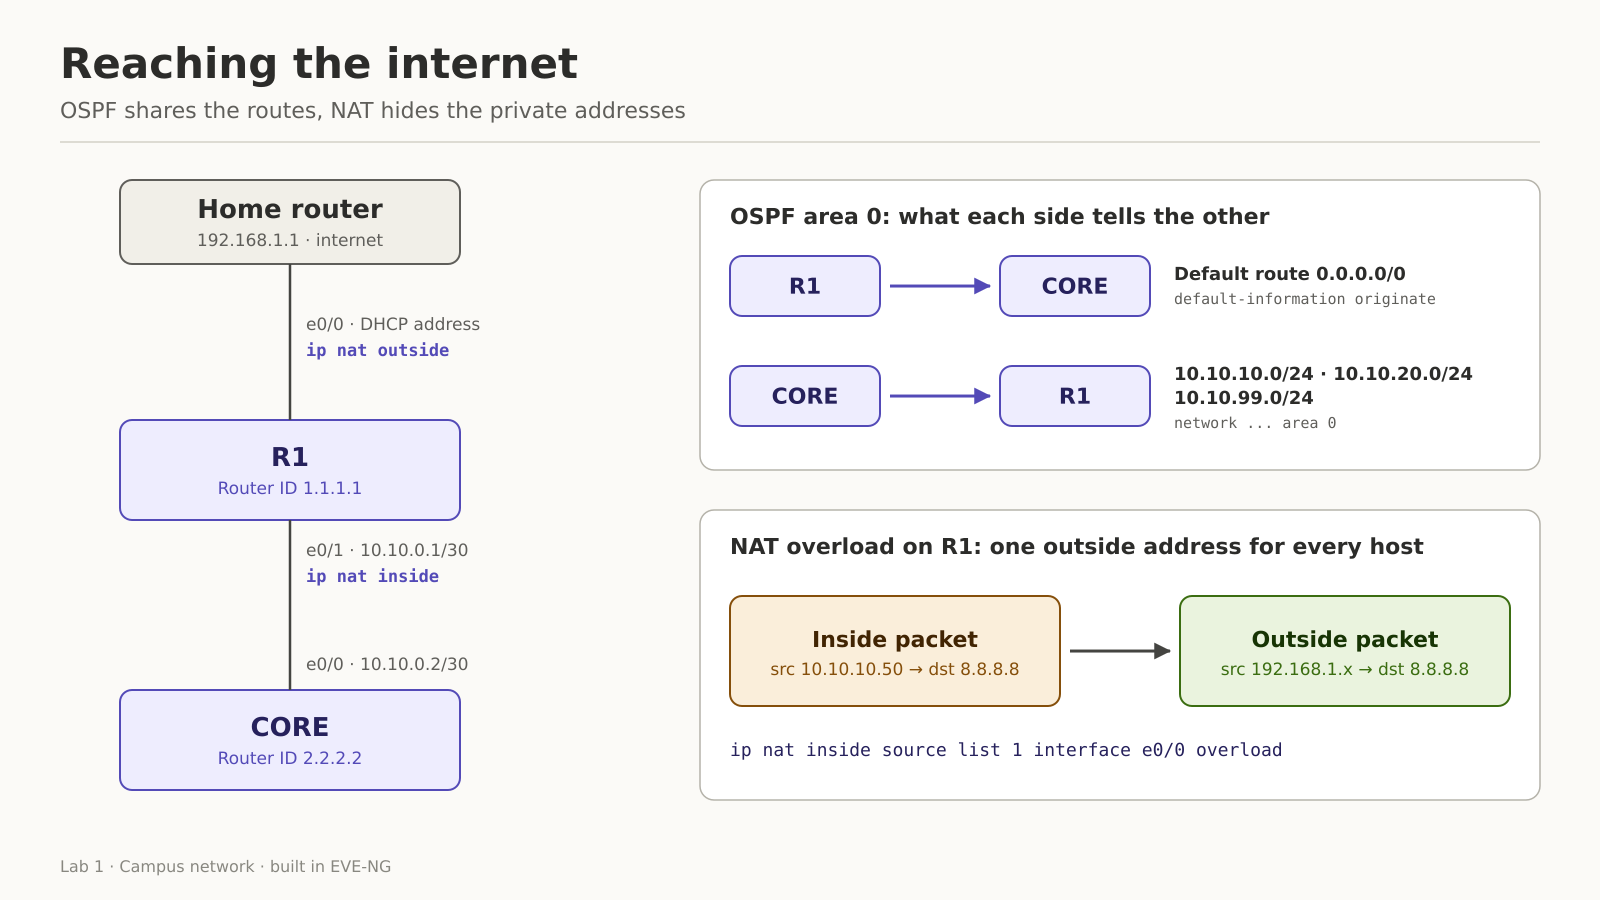 Reaching the internet
OSPF shares the routes, NAT hides the private addresses
Home router
192.168.1.1 · internet
e0/0 · DHCP address
ip nat outside
R1
Router ID 1.1.1.1
e0/1 · 10.10.0.1/30
ip nat inside
e0/0 · 10.10.0.2/30
CORE
Router ID 2.2.2.2
OSPF area 0: what each side tells the other
R1
CORE
Default route 0.0.0.0/0
default-information originate
CORE
R1
10.10.10.0/24 · 10.10.20.0/24
10.10.99.0/24
network ... area 0
NAT overload on R1: one outside address for every host
Inside packet
src 10.10.10.50 → dst 8.8.8.8
Outside packet
src 192.168.1.x → dst 8.8.8.8
ip nat inside source list 1 interface e0/0 overload
Lab 1 · Campus network · built in EVE-NG